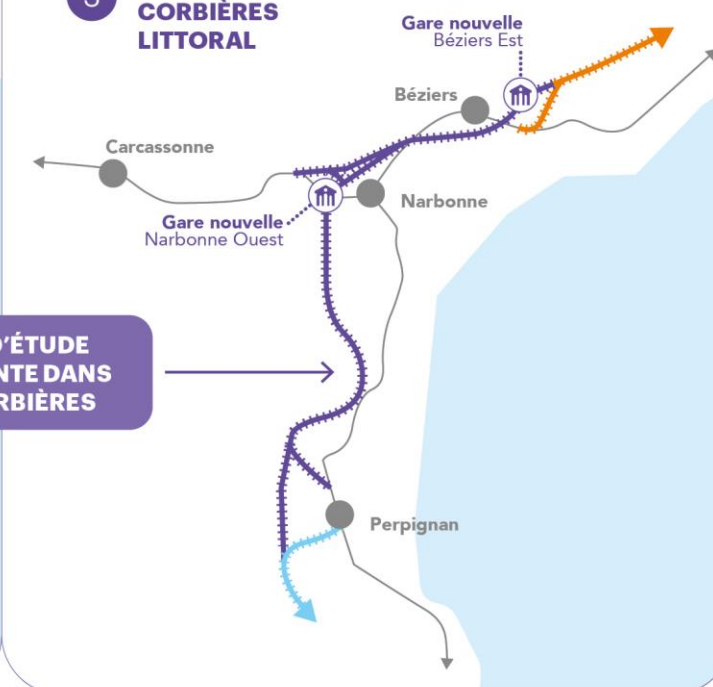 CORBIÈRES
LITTORAL
Gare nouvelle
Béziers Est
Béziers
Carcassonne
Narbonne
Gare nouvelle
Narbonne Ouest
D'ÉTUDE
NTE DANS
RBIÈRES
Perpignan